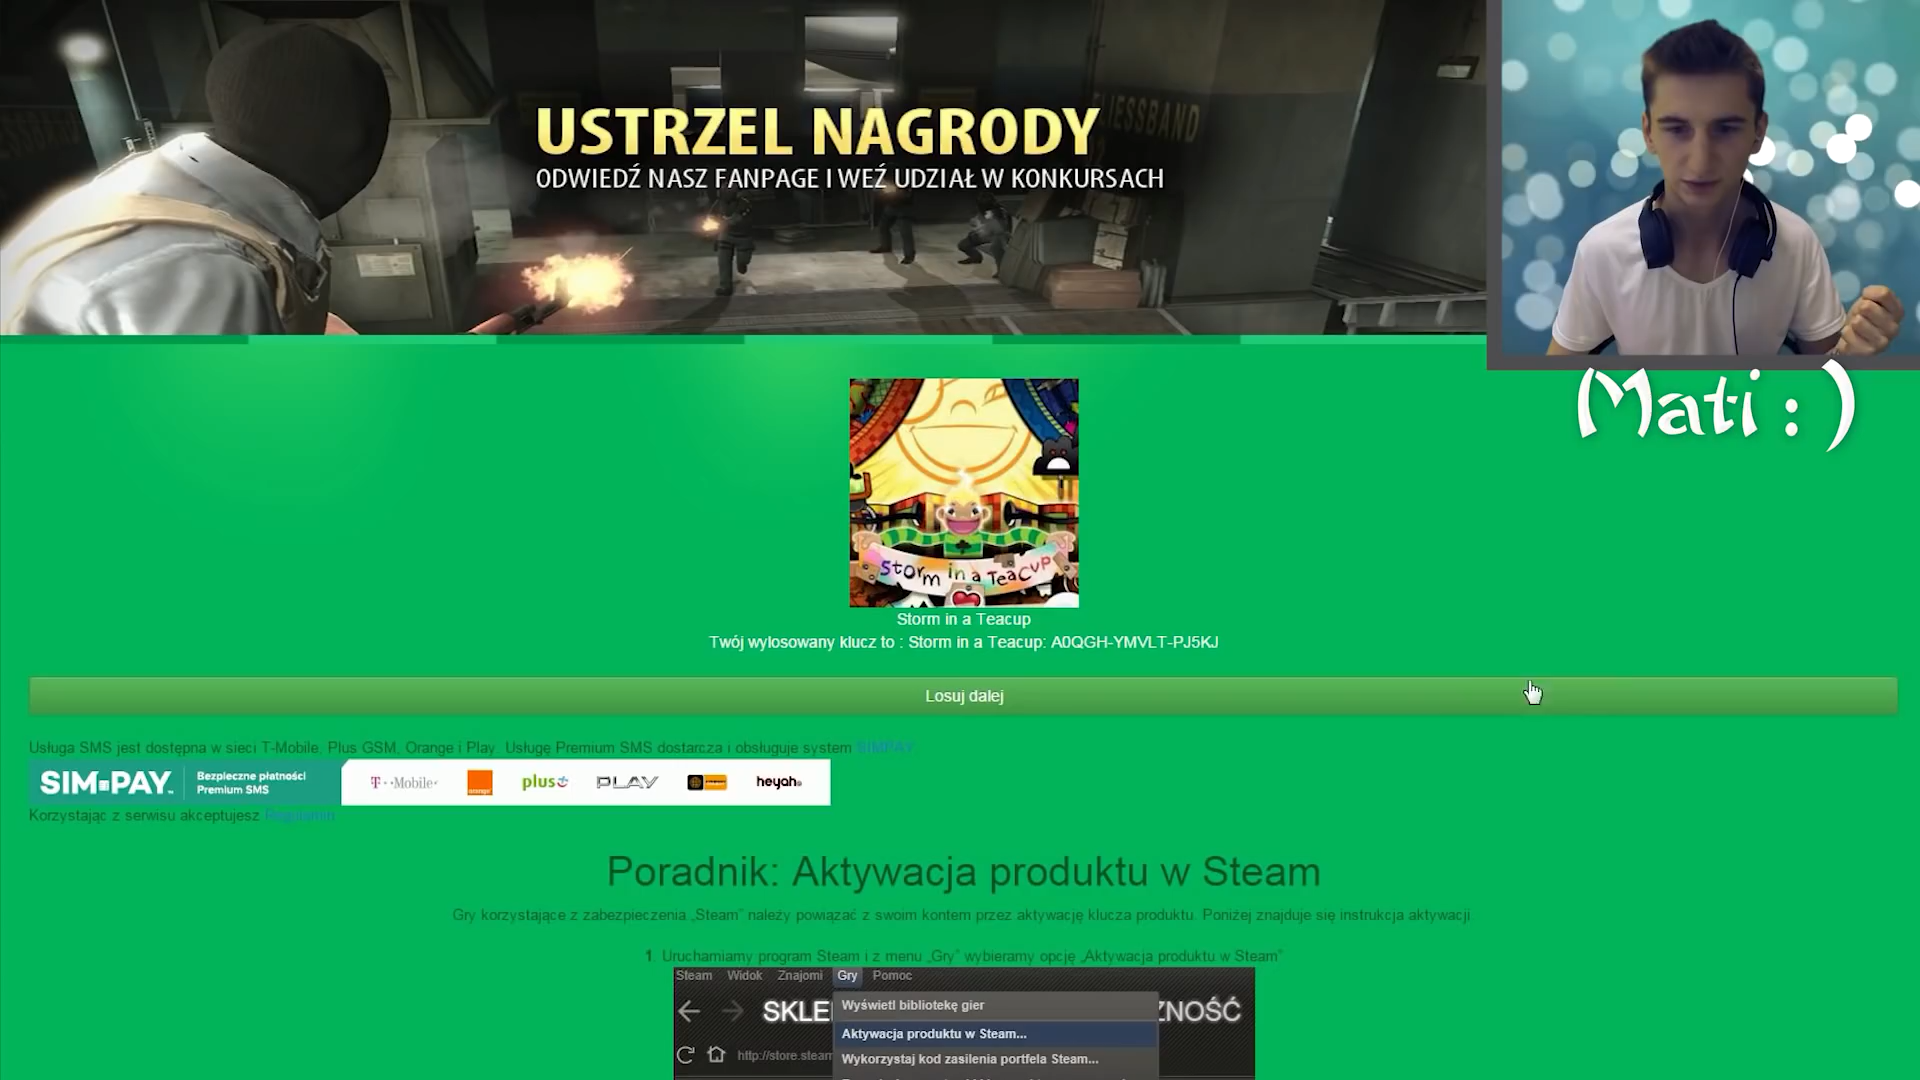 USTRZEL NAGRODY
ODWIEDŹ NASZ FANPAGE I WEŹ UDZIAŁ W KONKURSACH
FLIESSBAND
Mati : )
Storm in a Teacup
Storm in a Teacup
Twój wylosowany klucz to : Storm in a Teacup: A0QGH-YMVLT-PJ5KJ
Losuj dalej
Usługa SMS jest dostępna w sieci T-Mobile, Plus GSM, Orange i Play. Usługę Premium SMS dostarcza i obsługuje system SIMPAY
SIM PAY Bezpieczne płatności
Premium SMS
T-Mobile orange plus PLAY heyah
Korzystając z serwisu akceptujesz Regulamin
Poradnik: Aktywacja produktu w Steam
Gry korzystające z zabezpieczenia „Steam” należy powiązać z swoim kontem przez aktywację klucza produktu. Poniżej znajduje się instrukcja aktywacji
1. Uruchamiamy program Steam i z menu „Gry” wybieramy opcję „Aktywacja produktu w Steam”
Steam Widok Znajomi Gry Pomoc
Wyświetl bibliotekę gier
Aktywacja produktu w Steam...
http://store.steam
Wykorzystaj kod zasilenia portfela Steam...